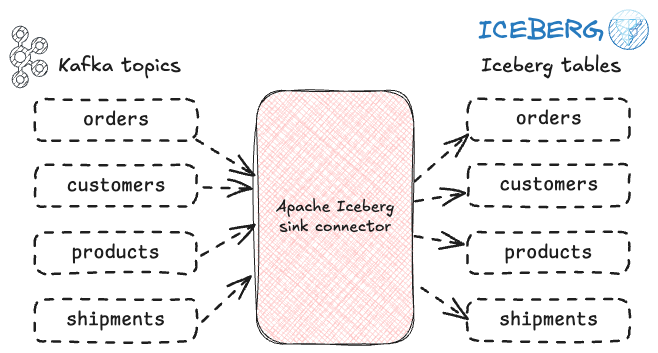 ICEBERG
Kafka topics
Iceberg tables
orders
customers
products
shipments
Apache Iceberg
sink connector
orders
customers
products
shipments